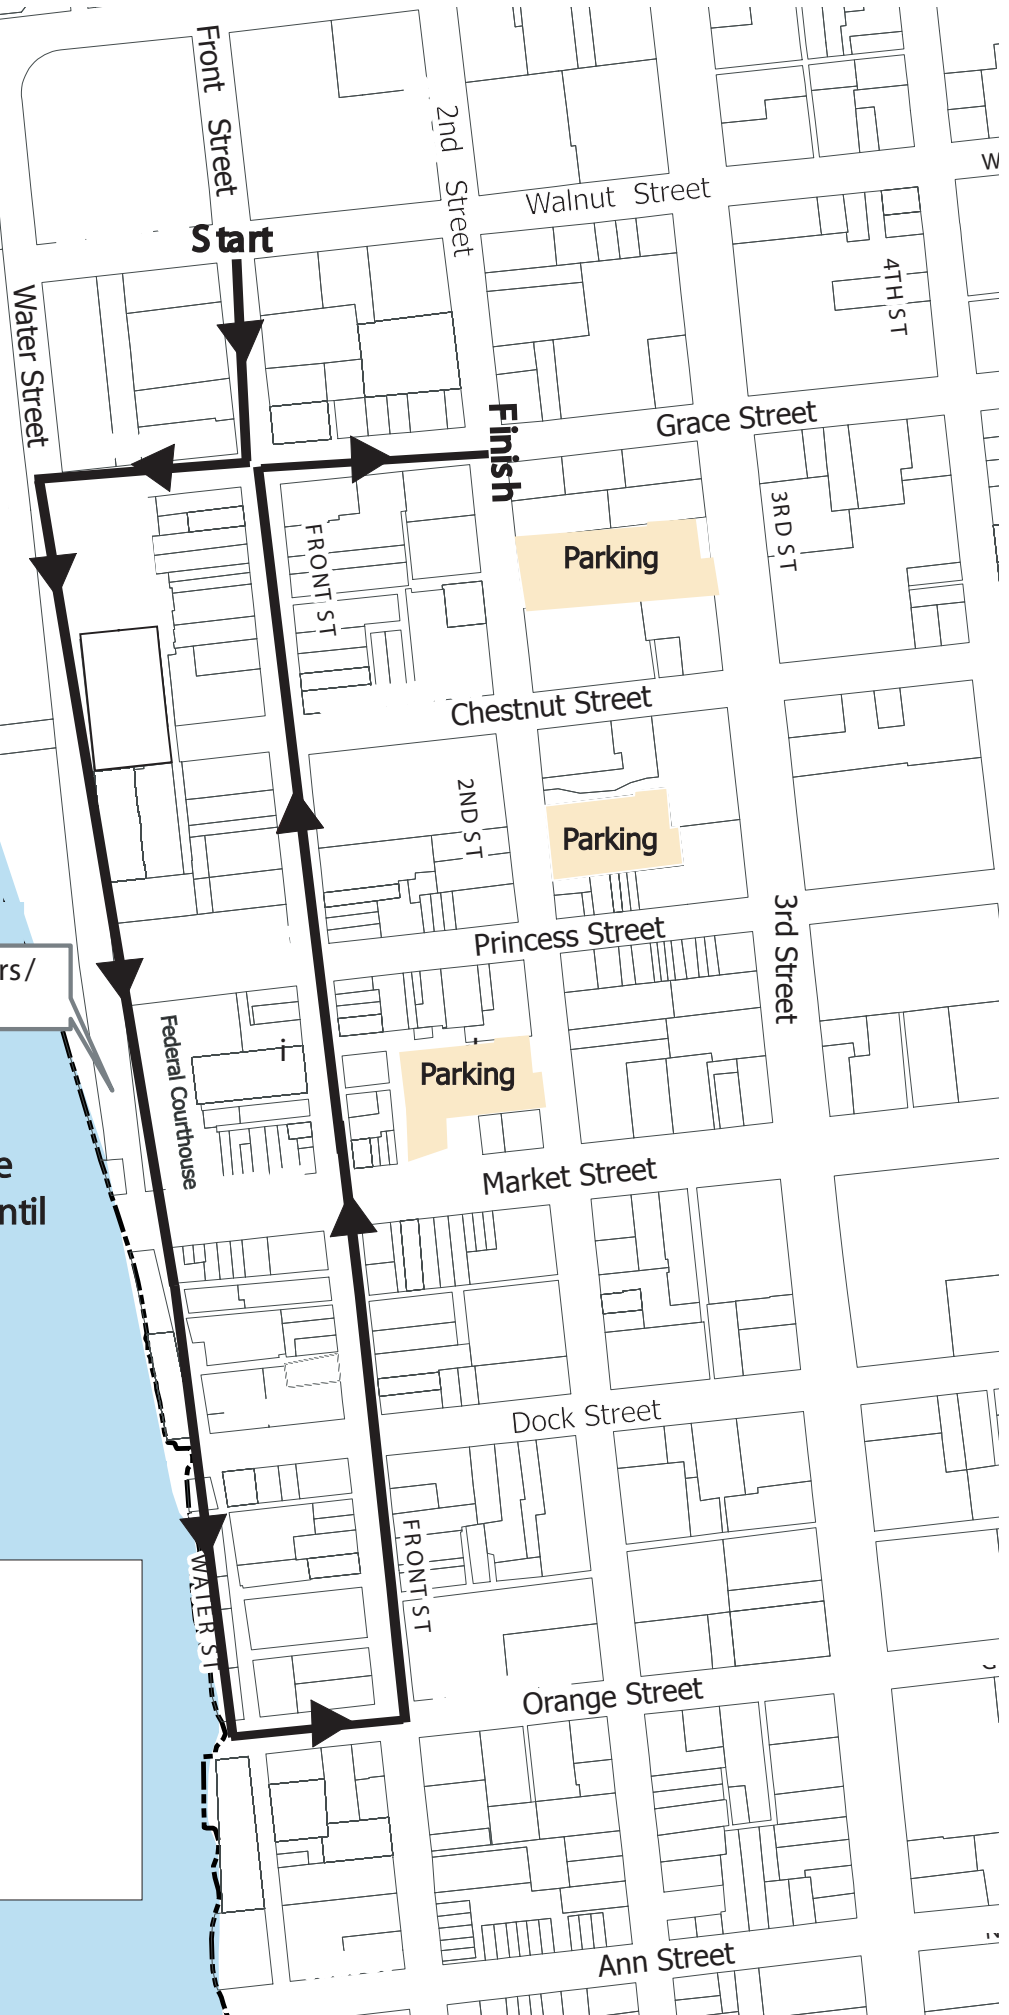 Front Street
2nd Street
W
Walnut Street
Start
4TH ST
Water Street
Grace Street
Finish
3RD ST
FRONT ST
Parking
Chestnut Street
2ND ST
Parking
3rd Street
Princess Street
rs/
Federal Courthouse
i
Parking
e
ntil
Market Street
Dock Street
FRONT ST
WATER ST
Orange Street
Ann Street